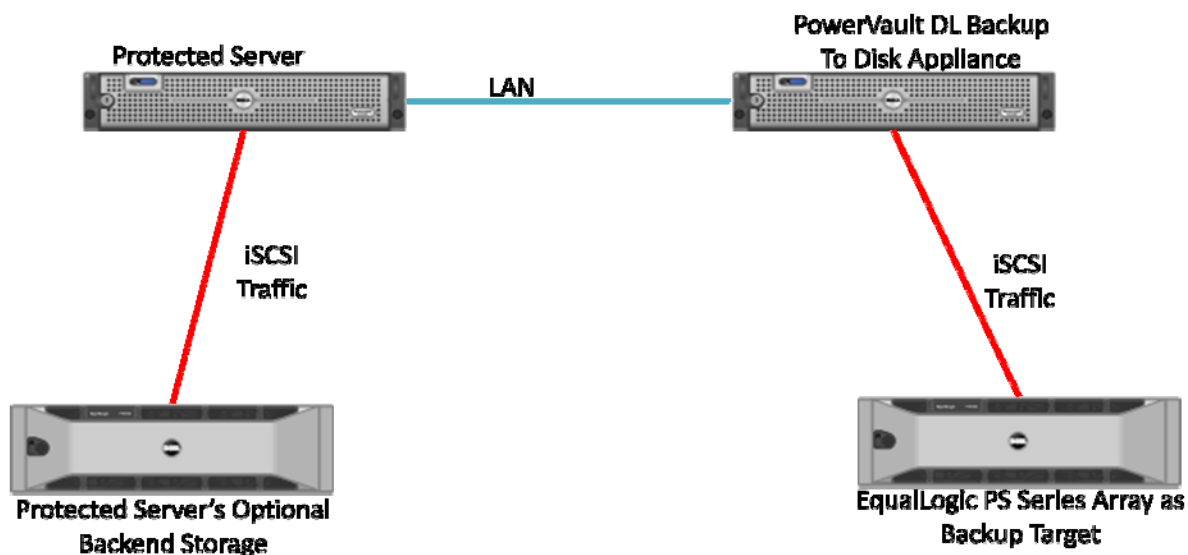 PowerVault DL Backup
To Disk Appliance
Protected Server
LAN
iSCSI
Traffic
iSCSI
Traffic
Protected Server's Optional
Backend Storage
EqualLogic PS Series Array as
Backup Target